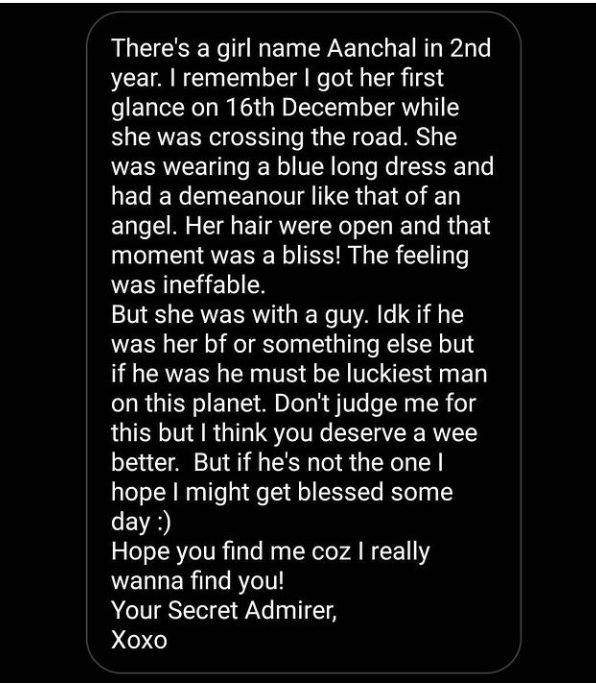 There's a girl name Aanchal in 2nd
year. I remember I got her first
glance on 16th December while
she was crossing the road. She
was wearing a blue long dress and
had a demeanour like that of an
angel. Her hair were open and that
moment was a bliss! The feeling
was ineffable.
But she was with a guy. Idk if he
was her bf or something else but
if he was he must be luckiest man
on this planet. Don't judge me for
this but I think you deserve a wee
better.  But if he's not the one I
hope I might get blessed some
day :)
Hope you find me coz I really
wanna find you!
Your Secret Admirer,
Xoxo